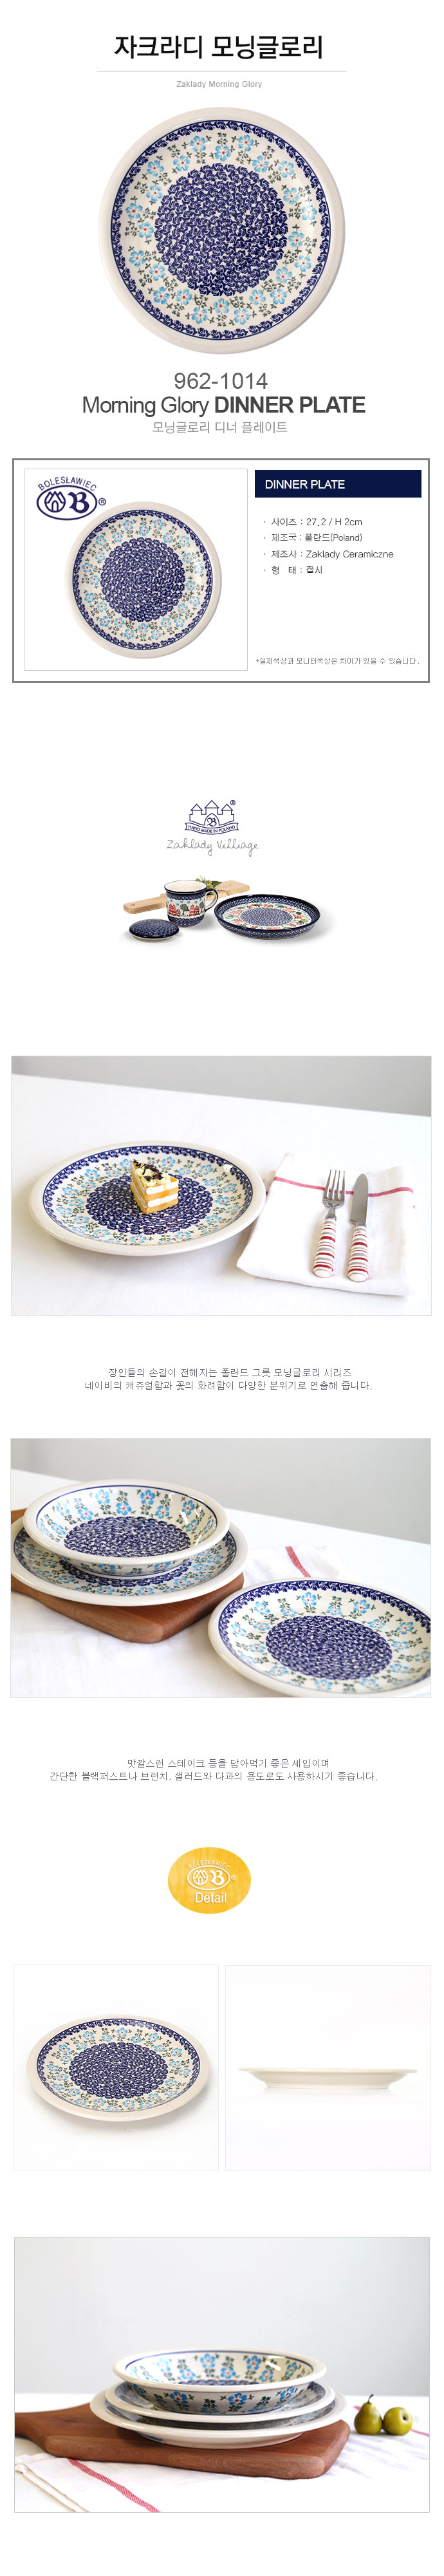 자크라디 모닝글로리
Zaklady Morning Glory
962-1014
Morning Glory DINNER PLATE
모닝글로리 디너 플레이트
BOLESŁAWIEC
B ®
DINNER PLATE
· 사이즈 : 27.2 / H 2cm
· 제조국 : 폴란드(Poland)
· 제조사 : Zaklady Ceramiczne
· 형 태 : 접시
*실제색상과 모니터색상은 차이가 있을 수 있습니다.
®
B
HAND MADE IN POLAND
Zaklady Villiage
장인들의 손길이 전해지는 폴란드 그릇 모닝글로리 시리즈
네이비의 캐쥬얼함과 꽃의 화려함이 다양한 분위기로 연출해 줍니다.
맛깔스런 스테이크 등을 담아먹기 좋은 셰입이며
간단한 블랙퍼스트나 브런치, 샐러드와 다과의 용도로도 사용하시기 좋습니다.
BOLESŁAWIEC
B ®
Detail